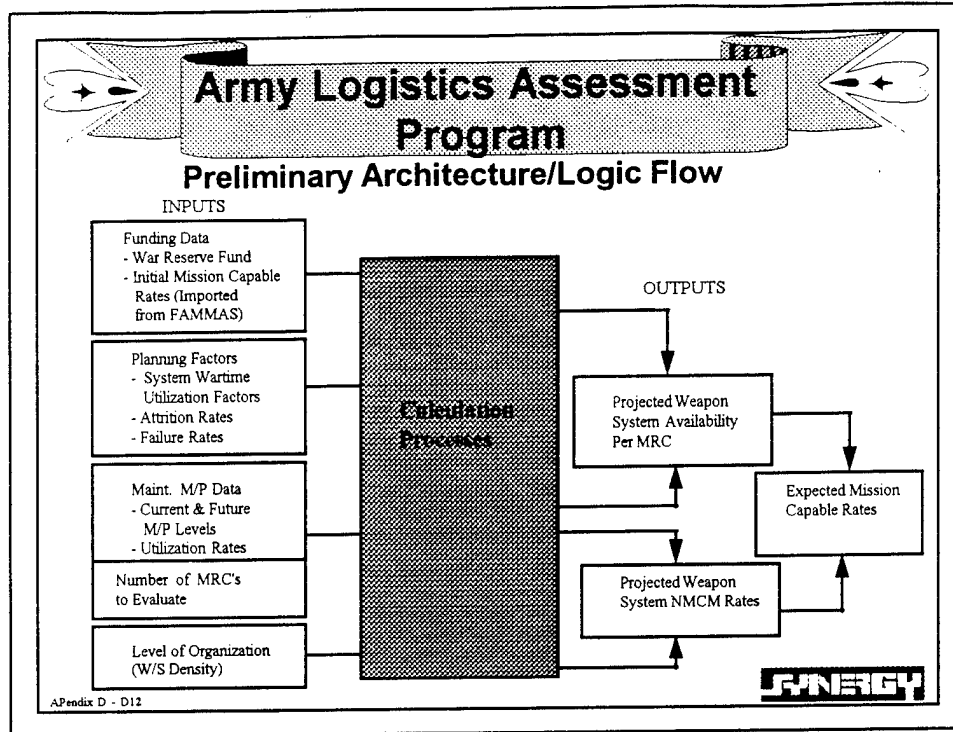 Army Logistics Assessment
Program
Preliminary Architecture/Logic Flow
INPUTS
Funding Data
- War Reserve Fund
- Initial Mission Capable
Rates (Imported
from FAMMAS)
Planning Factors
- System Wartime
Utilization Factors
- Attrition Rates
- Failure Rates
Maint. M/P Data
- Current & Future
M/P Levels
- Utilization Rates
Number of MRC's
to Evaluate
Level of Organization
(W/S Density)
Calculation
Processes
OUTPUTS
Projected Weapon
System Availability
Per MRC
Projected Weapon
System NMCM Rates
Expected Mission
Capable Rates
SYNERGY
APendix D - D12